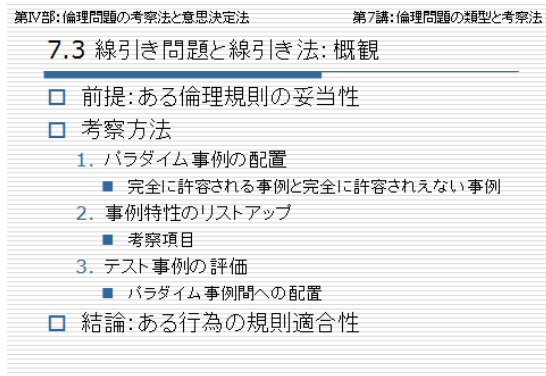 第Ⅳ部:倫理問題の考察法と意思決定法 第7講:倫理問題の類型と考察法
7.3 線引き問題と線引き法:概観
前提:ある倫理規則の妥当性
考察方法
1. パラダイム事例の配置
完全に許容される事例と完全に許容されえない事例
2. 事例特性のリストアップ
考察項目
3. テスト事例の評価
パラダイム事例間への配置
結論:ある行為の規則適合性